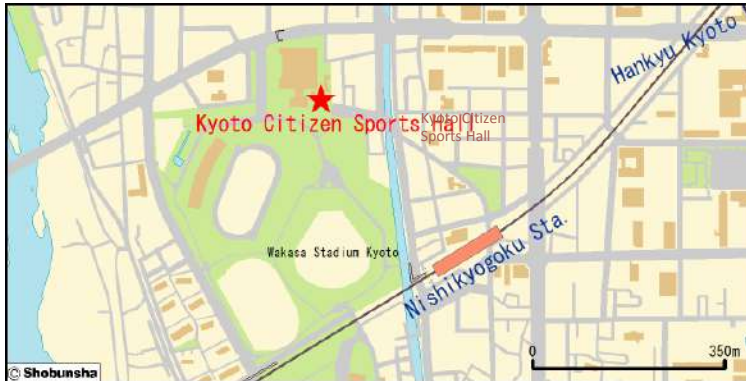 Hankyu Kyoto
Kyoto Citizen Sports Hall
Kyoto Citizen
Sports Hall
Wakasa Stadium Kyoto
Nishikyogoku Sta.
0 350m
© Shobunsha